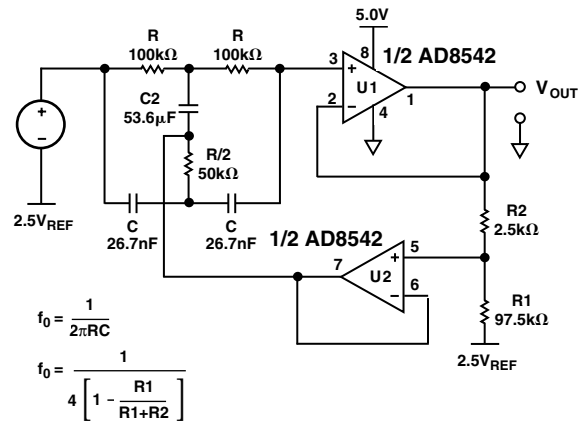 5.0V
R
100kΩ
R
100kΩ
1/2 AD8542
3
+
8
U1
1
V_OUT
2
−
4
C2
53.6μF
+
−
R/2
50kΩ
2.5V_REF
C
26.7nF
C
26.7nF
1/2 AD8542
R2
2.5kΩ
7
U2
+
5
−
6
R1
97.5kΩ
2.5V_REF
f₀ = 1 / 2πRC
f₀ = 1 / 4 [ 1 - R1 / R1+R2 ]